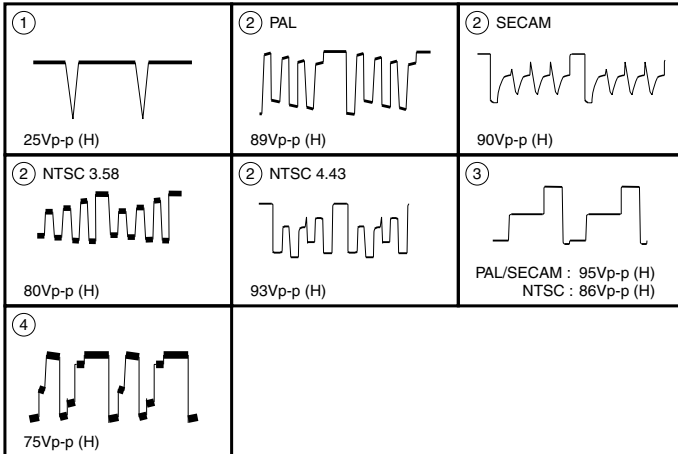 ① 
25Vp-p (H)
② PAL
89Vp-p (H)
② SECAM
90Vp-p (H)
② NTSC 3.58
80Vp-p (H)
② NTSC 4.43
93Vp-p (H)
③
PAL/SECAM : 95Vp-p (H)
NTSC : 86Vp-p (H)
④
75Vp-p (H)